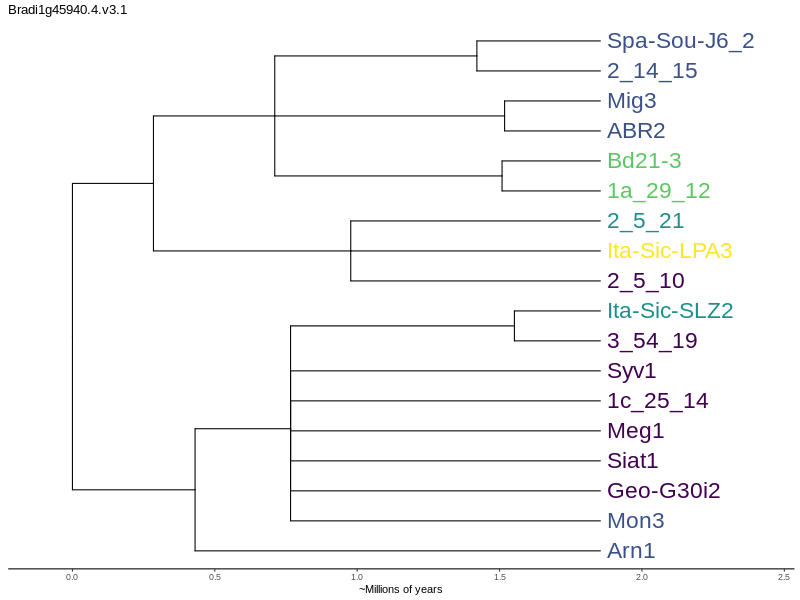 Bradi1g45940.4.v3.1
Spa-Sou-J6_2
2_14_15
Mig3
ABR2
Bd21-3
1a_29_12
2_5_21
Ita-Sic-LPA3
2_5_10
Ita-Sic-SLZ2
3_54_19
Syv1
1c_25_14
Meg1
Siat1
Geo-G30i2
Mon3
Arn1
0.0 0.5 1.0 1.5 2.0 2.5
~Millions of years